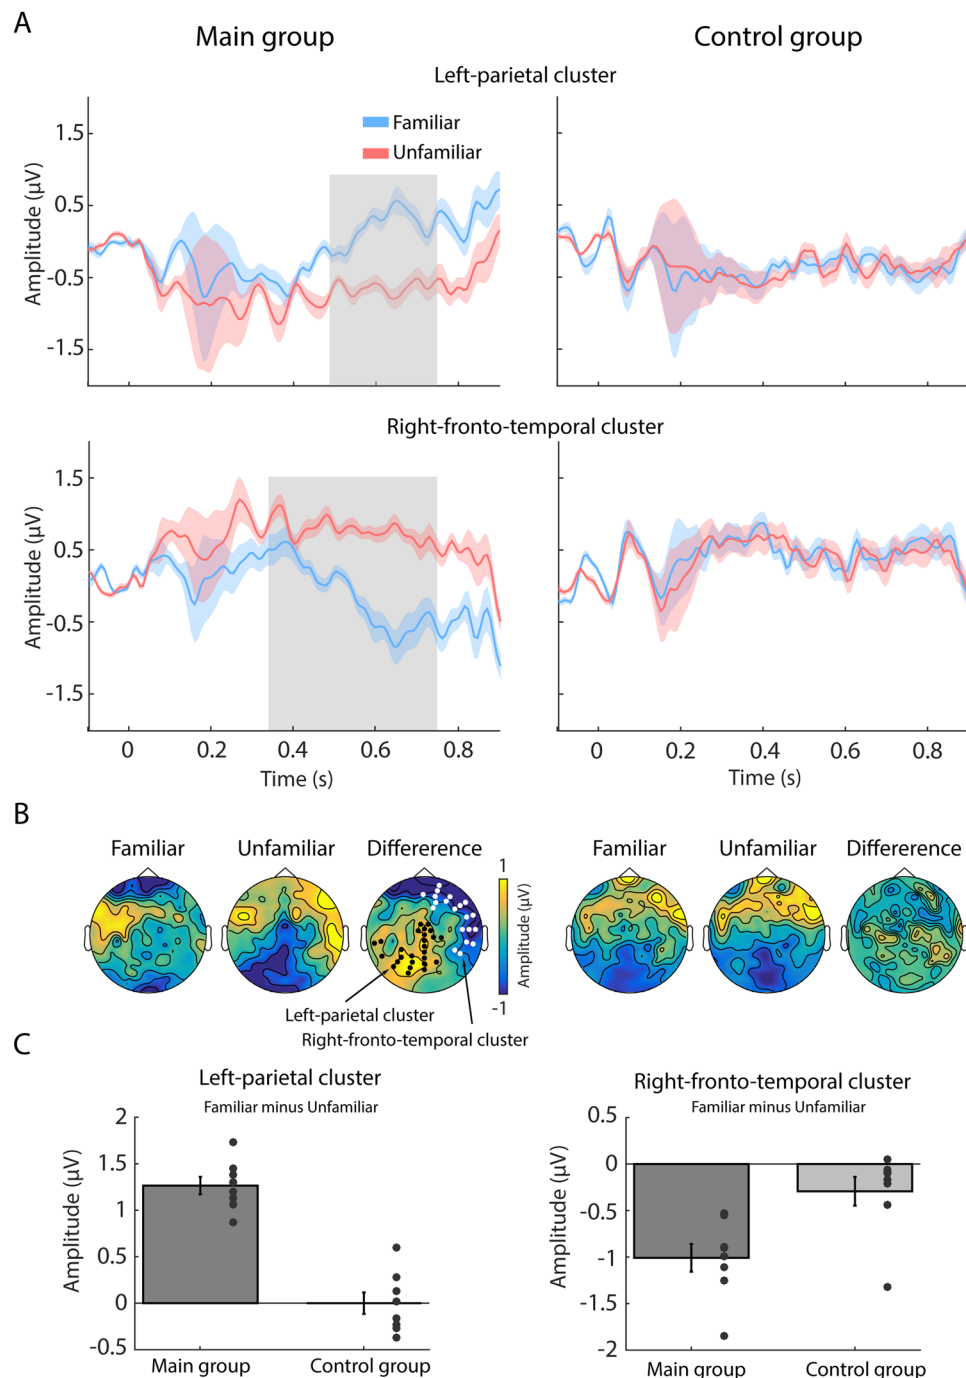 A
Main group
Control group
Left-parietal cluster
Familiar
Unfamiliar
1.5
0.5
-0.5
-1.5
Amplitude (µV)
Right-fronto-temporal cluster
1.5
0.5
-0.5
-1.5
Amplitude (µV)
0 0.2 0.4 0.6 0.8
Time (s)
0 0.2 0.4 0.6 0.8
Time (s)
B
Familiar
Unfamiliar
Differerence
1
Amplitude (µV)
-1
Familiar
Unfamiliar
Differerence
Left-parietal cluster
Right-fronto-temporal cluster
C
Left-parietal cluster
Familiar minus Unfamiliar
2
1.5
1
0.5
0
-0.5
Amplitude (µV)
Main group
Control group
Right-fronto-temporal cluster
Familiar minus Unfamiliar
0.5
0
-0.5
-1
-1.5
-2
Amplitude (µV)
Main group
Control group